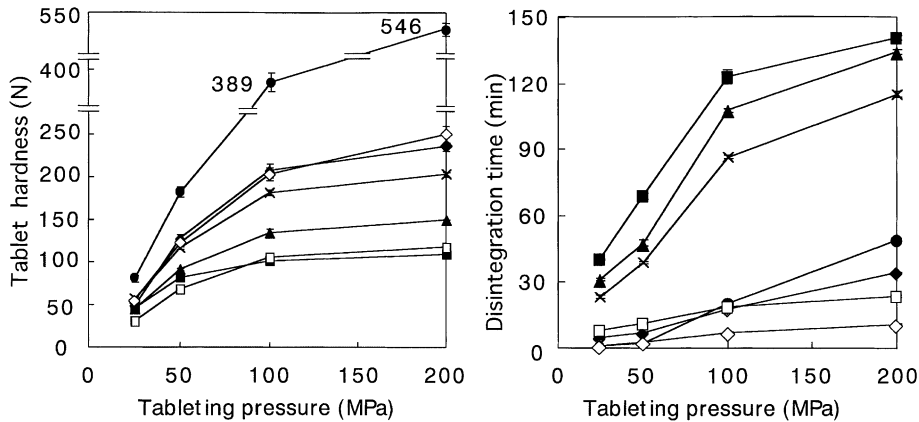 550
546
400
389
250
200
150
100
50
0
0 50 100 150 200
Tablet hardness (N)
Tableting pressure (MPa)
150
120
90
60
30
0
0 50 100 150 200
Disintegration time (min)
Tableting pressure (MPa)